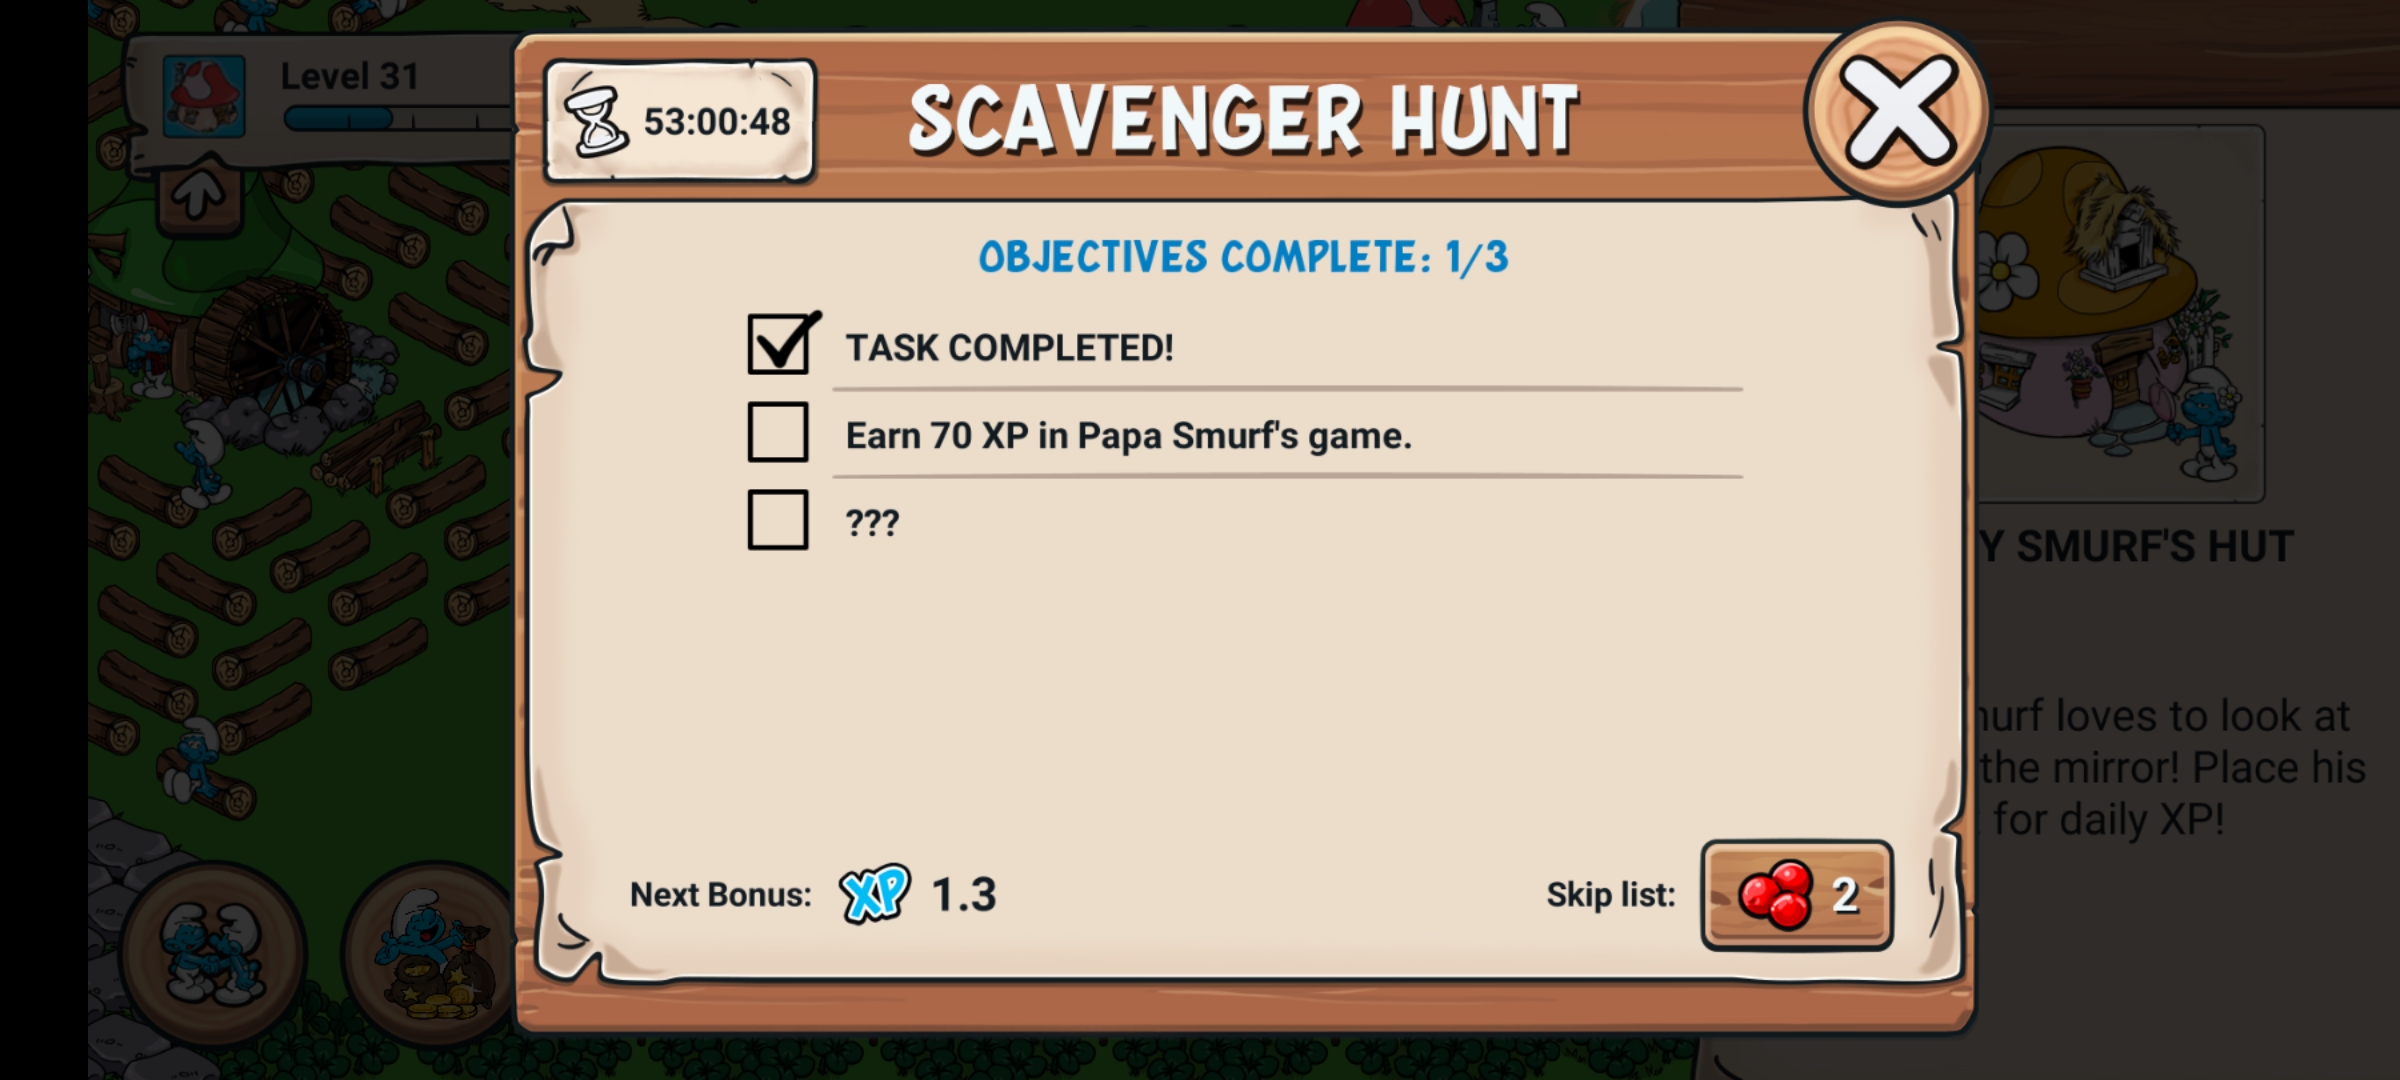 Level 31
53:00:48
SCAVENGER HUNT
OBJECTIVES COMPLETE: 1/3
TASK COMPLETED!
Earn 70 XP in Papa Smurf's game.
???
Next Bonus: XP 1.3
Skip list: 2
Y SMURF'S HUT
loves to look at
the mirror! Place his
for daily XP!